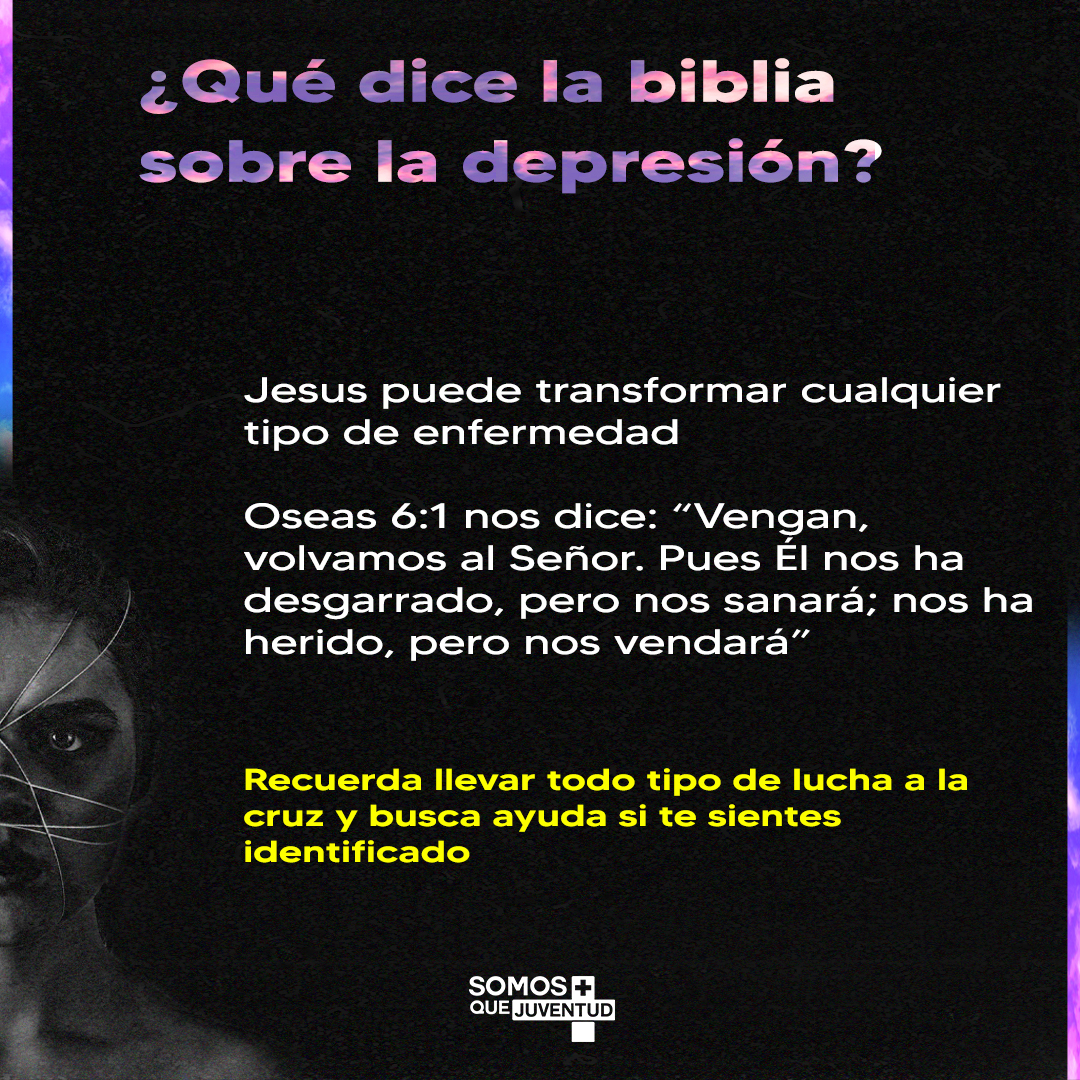 ¿Qué dice la biblia
sobre la depresión?
Jesus puede transformar cualquier
tipo de enfermedad
Oseas 6:1 nos dice: “Vengan,
volvamos al Señor. Pues Él nos ha
desgarrado, pero nos sanará; nos ha
herido, pero nos vendará”
Recuerda llevar todo tipo de lucha a la
cruz y busca ayuda si te sientes
identificado
SOMOS+
QUE JUVENTUD